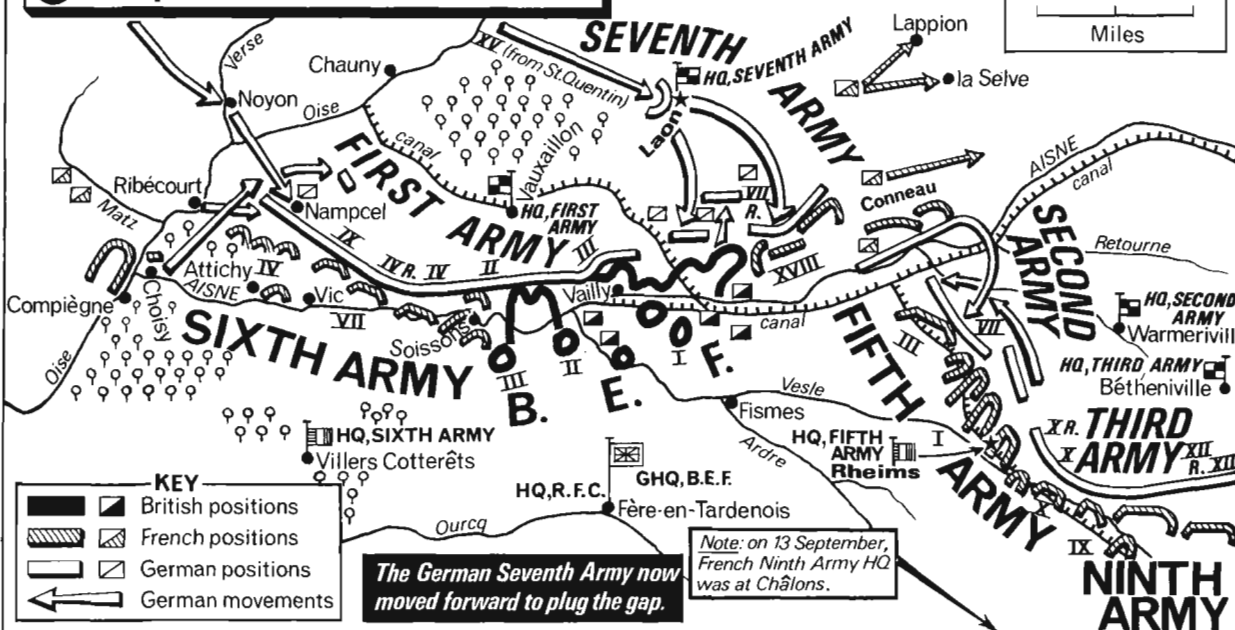 Miles
Lappion
la Selve
Verse
Chauny
Noyon
Oise
canal
XV (from St.Quentin)
SEVENTH
ARMY
HQ, SEVENTH ARMY
Laon
Vauxaillon
HQ, FIRST
ARMY
FIRST
ARMY
Ribécourt
Matz
Nampcel
IX
IV R.
IV
II
III
VII
R.
Conneau
AISNE
canal
Retourne
SECOND
ARMY
HQ, SECOND
ARMY
Warmerivill
HQ, THIRD ARMY
Bétheniville
XVIII
Attichy
IV
AISNE
Vic
VII
Compiègne
Choisy
Oise
Soissons
Vailly
canal
SIXTH ARMY
III
II
I
B.
E.
F.
FIFTH
ARMY
III
VII
Vesle
Fismes
Ardre
I
HQ, FIFTH
ARMY
Rheims
X R.
X
THIRD
ARMY
XII
R. XII
X
IX
NINTH
ARMY
HQ, SIXTH ARMY
Villers Cotterêts
HQ, R.F.C.
GHQ, B.E.F.
Fère-en-Tardenois
Ourcq
KEY
British positions
French positions
German positions
German movements
The German Seventh Army now
moved forward to plug the gap.
Note: on 13 September,
French Ninth Army HQ
was at Châlons.